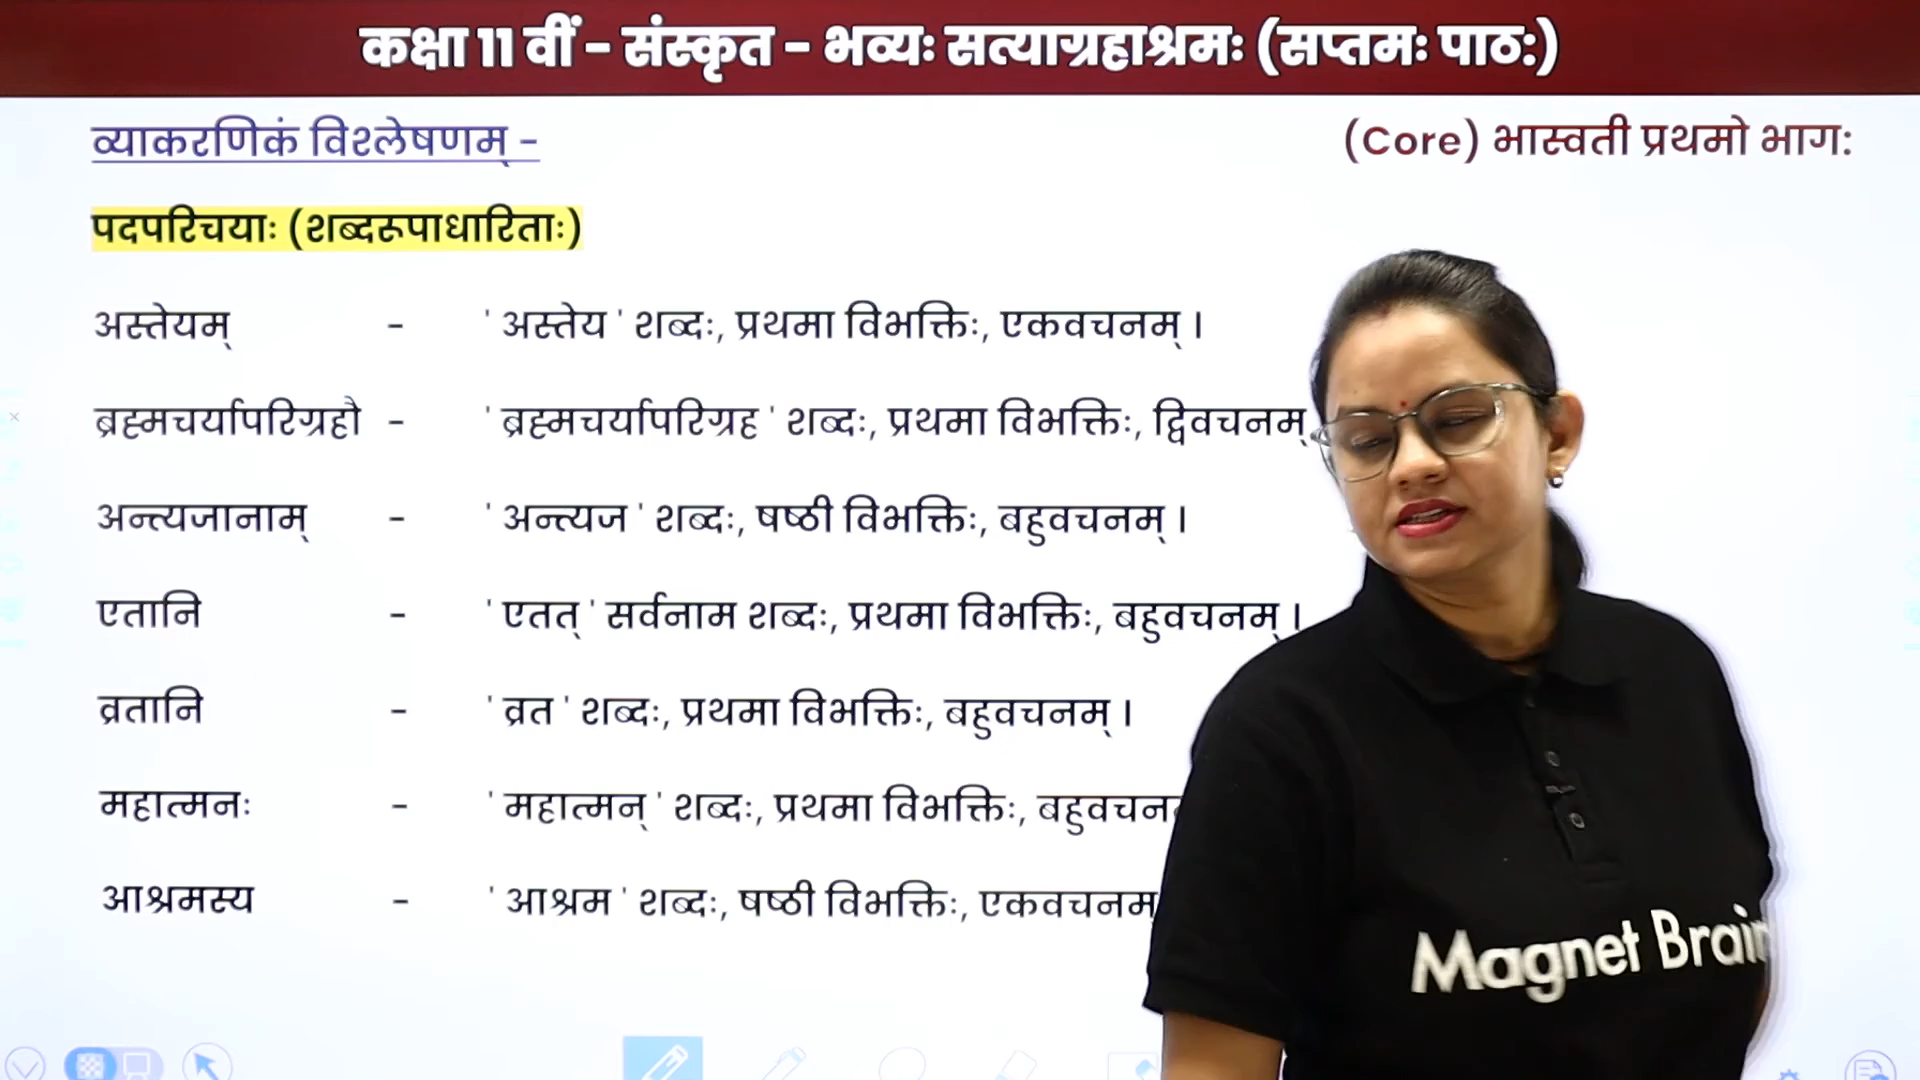 कक्षा 11 वीं – संस्कृत – भव्यः सत्याग्रहाश्रमः (सप्तमः पाठः)
व्याकरणिकं विश्लेषणम् –
(Core) भास्वती प्रथमो भागः
पदपरिचयाः (शब्दरूपाधारिताः)
अस्तेयम् - ' अस्तेय ' शब्दः, प्रथमा विभक्तिः, एकवचनम् ।
ब्रह्मचर्यापरिग्रहौ - ' ब्रह्मचर्यापरिग्रह ' शब्दः, प्रथमा विभक्तिः, द्विवचनम्
अन्त्यजानाम् - ' अन्त्यज ' शब्दः, षष्ठी विभक्तिः, बहुवचनम् ।
एतानि - ' एतत् ' सर्वनाम शब्दः, प्रथमा विभक्तिः, बहुवचनम् ।
व्रतानि - ' व्रत ' शब्दः, प्रथमा विभक्तिः, बहुवचनम् ।
महात्मनः - ' महात्मन् ' शब्दः, प्रथमा विभक्तिः,
आश्रमस्य - ' आश्रम ' शब्दः, षष्ठी विभक्तिः, एकवचनम्
Magnet Brain